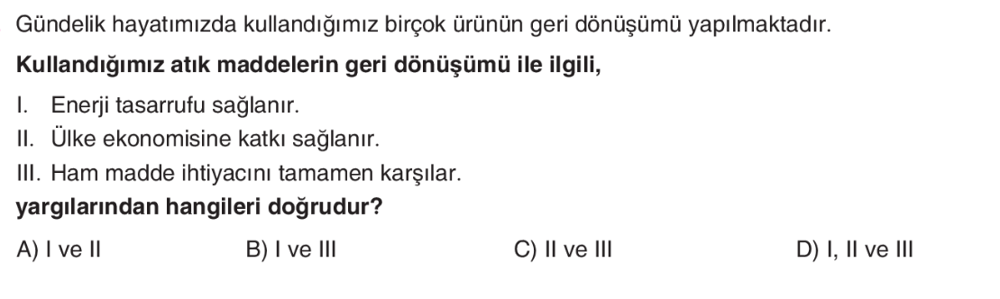 Gündelik hayatımızda kullandığımız birçok ürünün geri dönüşümü yapılmaktadır.
Kullandığımız atık maddelerin geri dönüşümü ile ilgili,
I. Enerji tasarrufu sağlanır.
II. Ülke ekonomisine katkı sağlanır.
III. Ham madde ihtiyacını tamamen karşılar.
yargılarından hangileri doğrudur?
A) I ve II B) I ve III C) II ve III D) I, II ve III